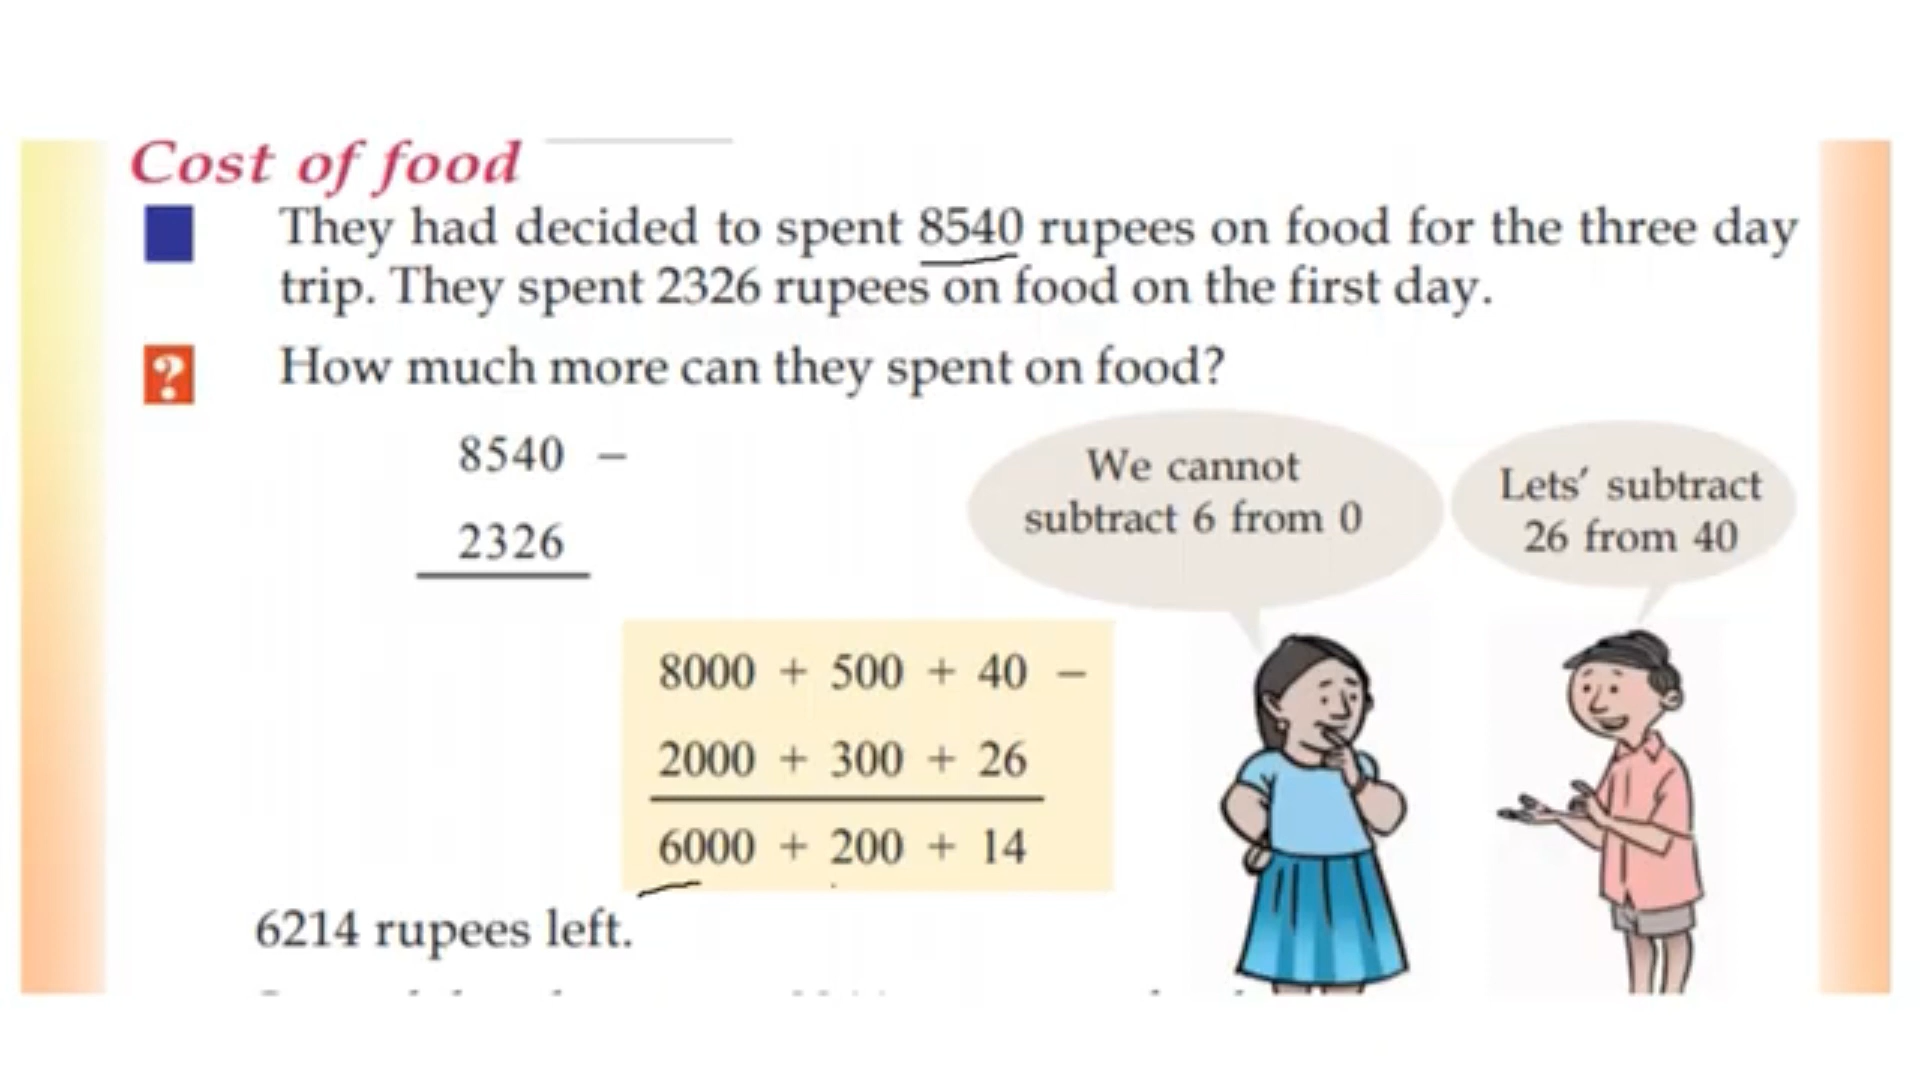 Cost of food
They had decided to spent 8540 rupees on food for the three day
trip. They spent 2326 rupees on food on the first day.
?
How much more can they spent on food?
8540 –
2326
We cannot
subtract 6 from 0
Lets' subtract
26 from 40
8000 + 500 + 40 –
2000 + 300 + 26
6000 + 200 + 14
6214 rupees left.